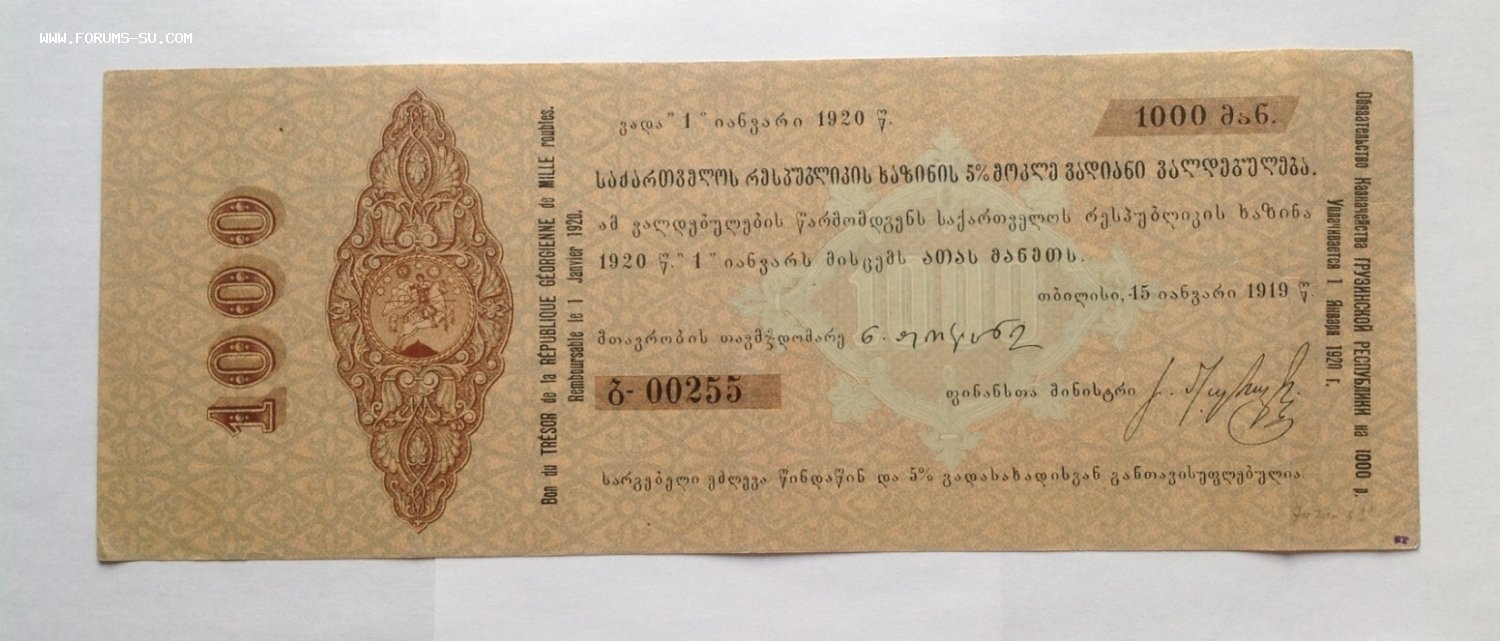 WWW.FORUMS-SU.COM
1000
Bon du TRÉSOR de la RÉPUBLIQUE GÉORGIENNE de MILLE roubles.
Remboursable le 1 Janvier 1920.
ვადა "1" იანვარი 1920 წ.
1000 მან.
საქართველოს რესპუბლიკის ხაზინის 5% მოკლე ვადიანი ვალდებულება.
ამ ვალდებულების წარმომდგენს საქართველოს რესპუბლიკის ხაზინა
1920 წ. "1" იანვარს მისცემს ათას მანეთს.
1000
თბილისი, 15 იანვარი 1919 წ.
მთავრობის თავმჯდომარე ნ. ჟორდანია
ბ- 00255
ფინანსთა მინისტრი
სარგებელი ეძლევა წინდაწინ და 5% გადასახადისგან განთავისუფლებულია.
Обязательство Казначейства ГРУЗИНСКОЙ РЕСПУБЛИКИ на 1000 р.
Уплачивается 1 Января 1920 г.